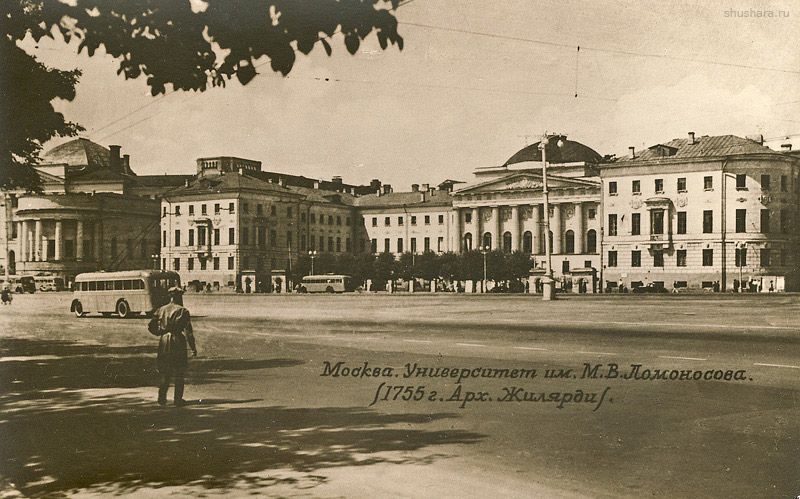 shushara.ru
Москва. Университет им. М.В.Ломоносова.
/1755 г. Арх. Жилярди/.